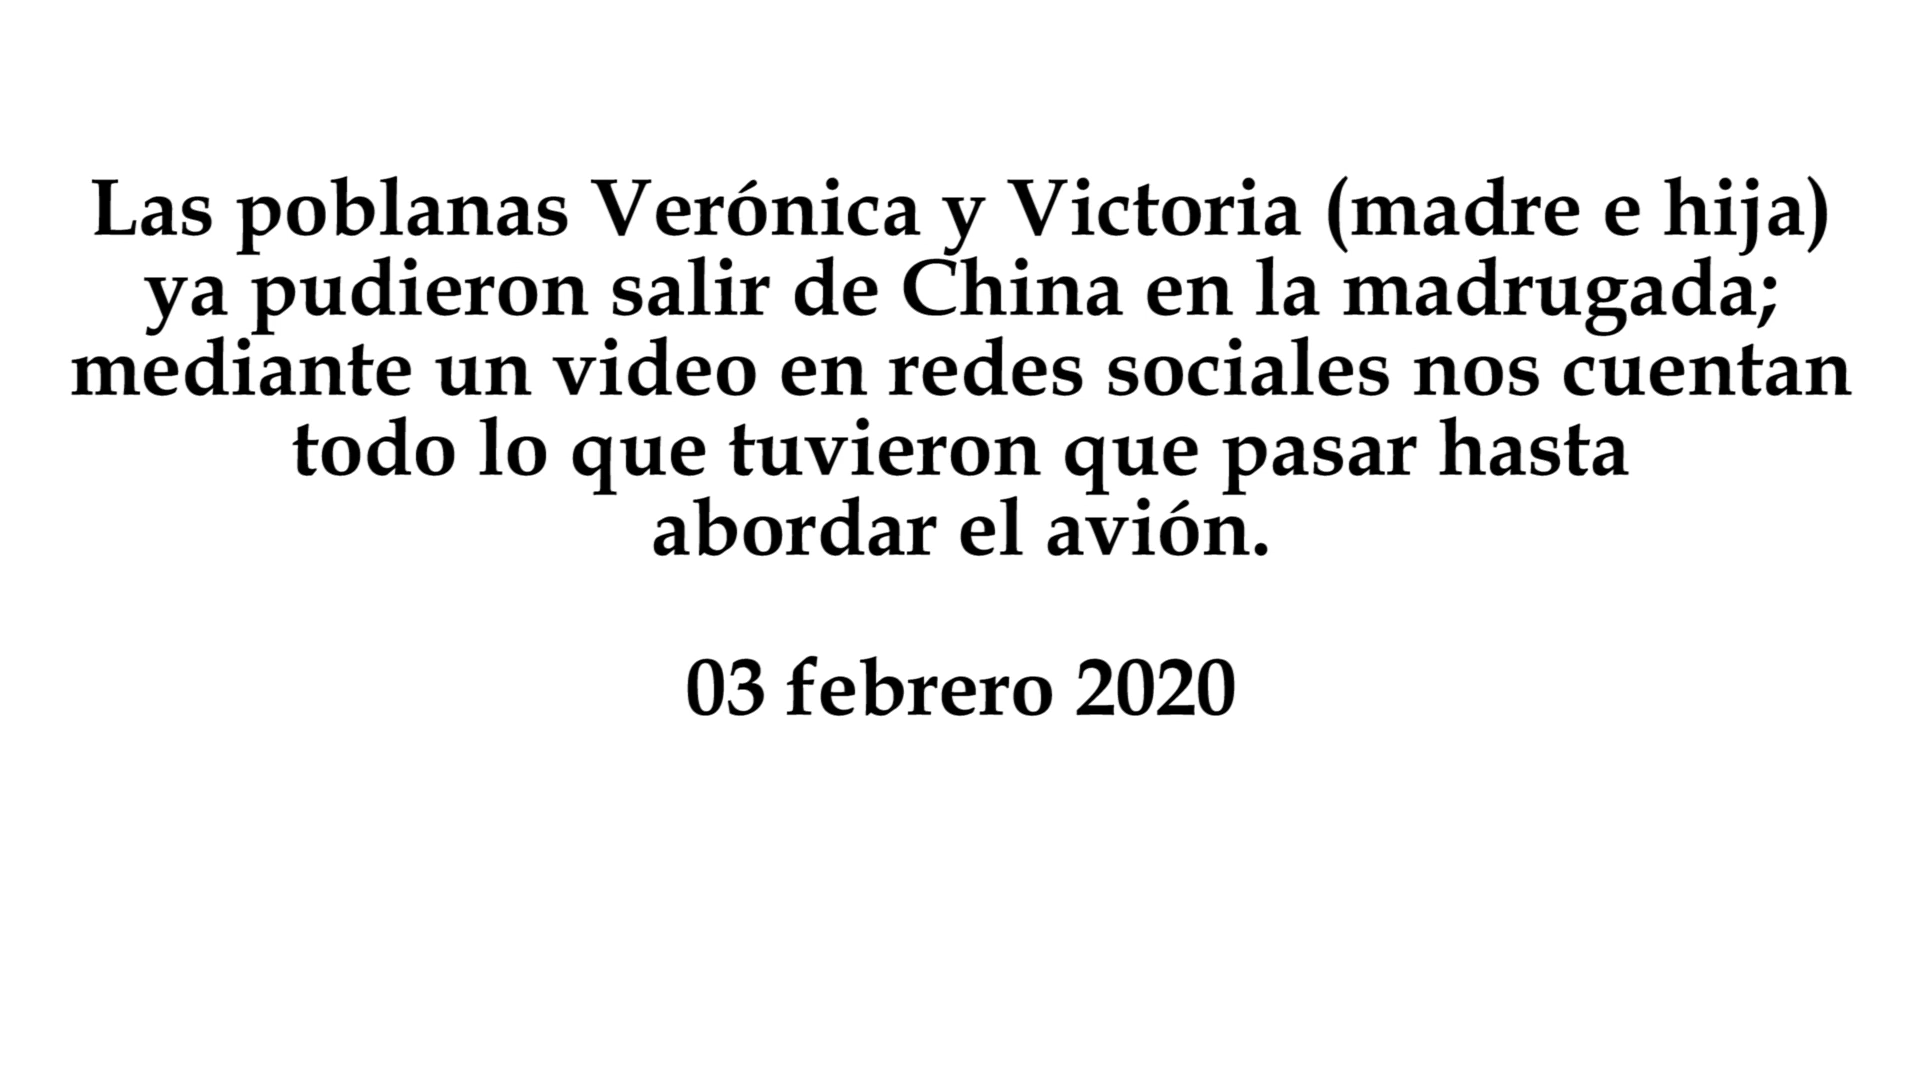 Las poblanas Verónica y Victoria (madre e hija)
ya pudieron salir de China en la madrugada;
mediante un video en redes sociales nos cuentan
todo lo que tuvieron que pasar hasta
abordar el avión.
03 febrero 2020